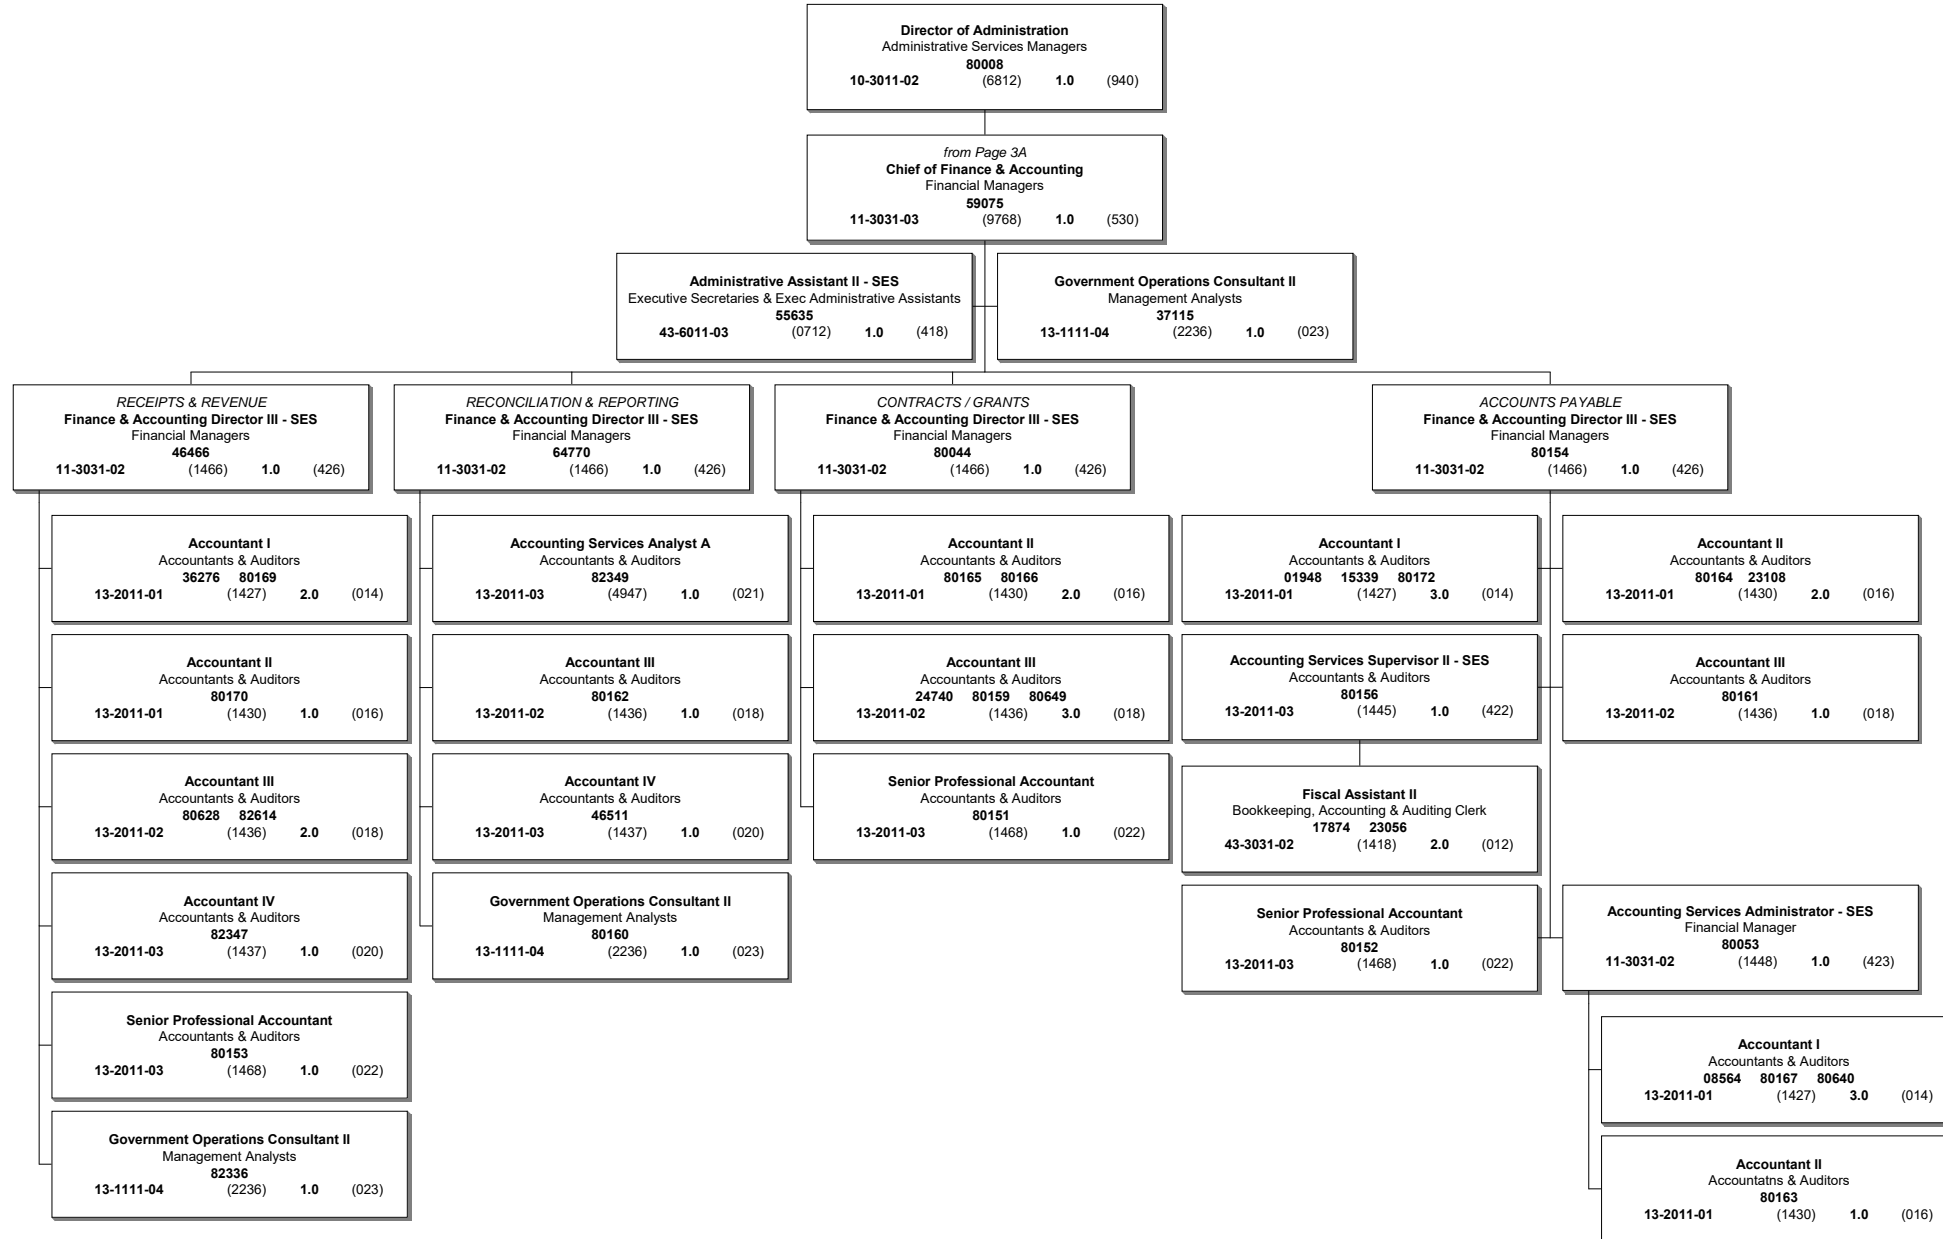 Director of Administration
Administrative Services Managers
80008
10-3011-02 (6812) 1.0 (940)
from Page 3A
Chief of Finance & Accounting
Financial Managers
59075
11-3031-03 (9768) 1.0 (530)
Administrative Assistant II - SES
Executive Secretaries & Exec Administrative Assistants
55635
43-6011-03 (0712) 1.0 (418)
Government Operations Consultant II
Management Analysts
37115
13-1111-04 (2236) 1.0 (023)
RECEIPTS & REVENUE
Finance & Accounting Director III - SES
Financial Managers
46466
11-3031-02 (1466) 1.0 (426)
Accountant I
Accountants & Auditors
36276 80169
13-2011-01 (1427) 2.0 (014)
Accountant II
Accountants & Auditors
80170
13-2011-01 (1430) 1.0 (016)
Accountant III
Accountants & Auditors
80628 82614
13-2011-02 (1436) 2.0 (018)
Accountant IV
Accountants & Auditors
82347
13-2011-03 (1437) 1.0 (020)
Senior Professional Accountant
Accountants & Auditors
80153
13-2011-03 (1468) 1.0 (022)
Government Operations Consultant II
Management Analysts
82336
13-1111-04 (2236) 1.0 (023)
RECONCILIATION & REPORTING
Finance & Accounting Director III - SES
Financial Managers
64770
11-3031-02 (1466) 1.0 (426)
Accounting Services Analyst A
Accountants & Auditors
82349
13-2011-03 (4947) 1.0 (021)
Accountant III
Accountants & Auditors
80162
13-2011-02 (1436) 1.0 (018)
Accountant IV
Accountants & Auditors
46511
13-2011-03 (1437) 1.0 (020)
Government Operations Consultant II
Management Analysts
80160
13-1111-04 (2236) 1.0 (023)
CONTRACTS / GRANTS
Finance & Accounting Director III - SES
Financial Managers
80044
11-3031-02 (1466) 1.0 (426)
Accountant II
Accountants & Auditors
80165 80166
13-2011-01 (1430) 2.0 (016)
Accountant III
Accountants & Auditors
24740 80159 80649
13-2011-02 (1436) 3.0 (018)
Senior Professional Accountant
Accountants & Auditors
80151
13-2011-03 (1468) 1.0 (022)
ACCOUNTS PAYABLE
Finance & Accounting Director III - SES
Financial Managers
80154
11-3031-02 (1466) 1.0 (426)
Accountant I
Accountants & Auditors
01948 15339 80172
13-2011-01 (1427) 3.0 (014)
Accountant II
Accountants & Auditors
80164 23108
13-2011-01 (1430) 2.0 (016)
Accounting Services Supervisor II - SES
Accountants & Auditors
80156
13-2011-03 (1445) 1.0 (422)
Accountant III
Accountants & Auditors
80161
13-2011-02 (1436) 1.0 (018)
Fiscal Assistant II
Bookkeeping, Accounting & Auditing Clerk
17874 23056
43-3031-02 (1418) 2.0 (012)
Senior Professional Accountant
Accountants & Auditors
80152
13-2011-03 (1468) 1.0 (022)
Accounting Services Administrator - SES
Financial Manager
80053
11-3031-02 (1448) 1.0 (423)
Accountant I
Accountants & Auditors
08564 80167 80640
13-2011-01 (1427) 3.0 (014)
Accountant II
Accountatns & Auditors
80163
13-2011-01 (1430) 1.0 (016)